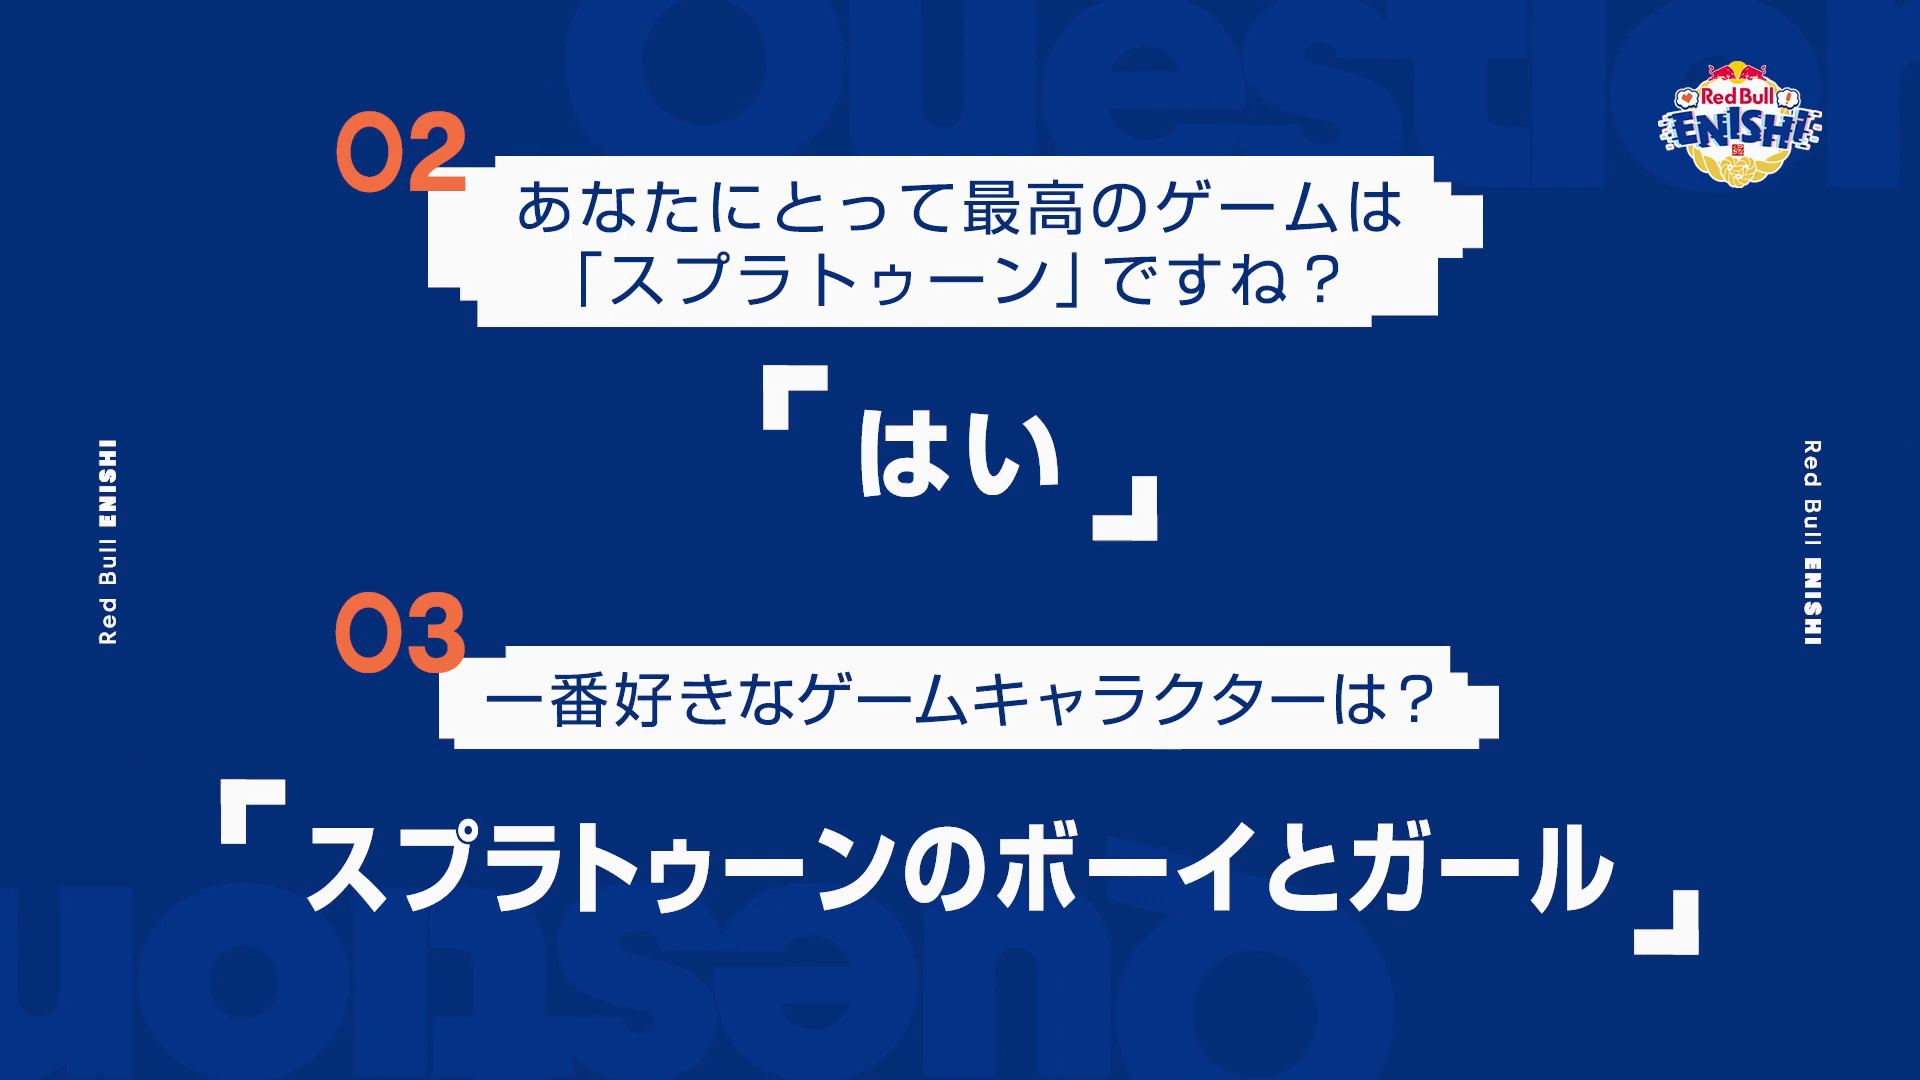 Question
Red Bull
ENISHI
02
あなたにとって最高のゲームは
「スプラトゥーン」ですね？
「はい」
Red Bull ENISHI
Red Bull ENISHI
03
一番好きなゲームキャラクターは？
「スプラトゥーンのボーイとガール」
Question